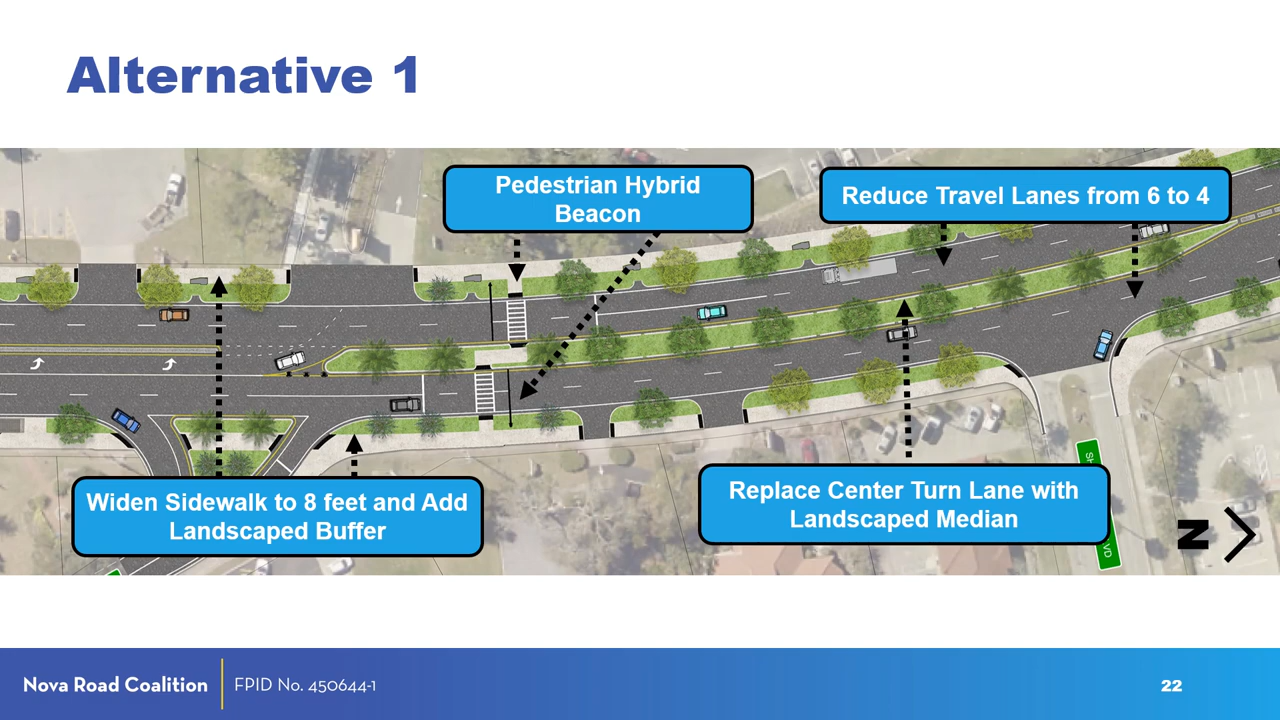 Alternative 1
Pedestrian Hybrid
Beacon
Reduce Travel Lanes from 6 to 4
Widen Sidewalk to 8 feet and Add
Landscaped Buffer
Replace Center Turn Lane with
Landscaped Median
N
Nova Road Coalition
FPID No. 450644-1
22